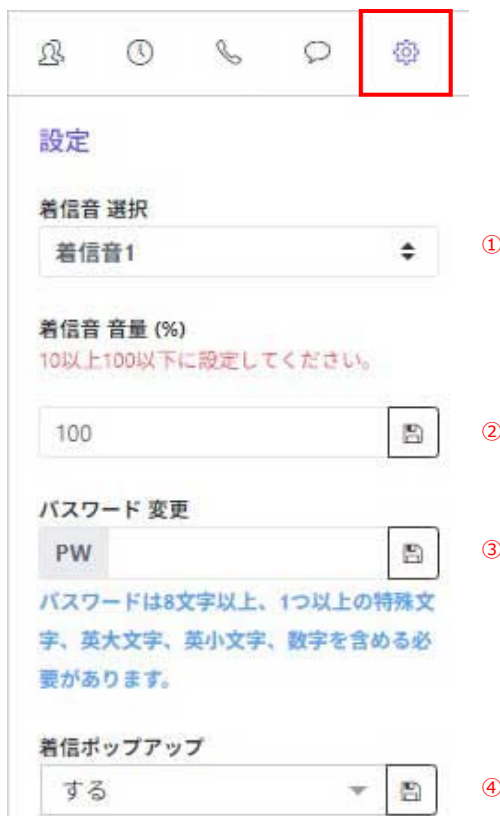 設定
着信音 選択
着信音1
①
着信音 音量 (%)
10以上100以下に設定してください。
100
②
パスワード 変更
PW
③
パスワードは8文字以上、1つ以上の特殊文
字、英大文字、英小文字、数字を含める必
要があります。
着信ポップアップ
する
④